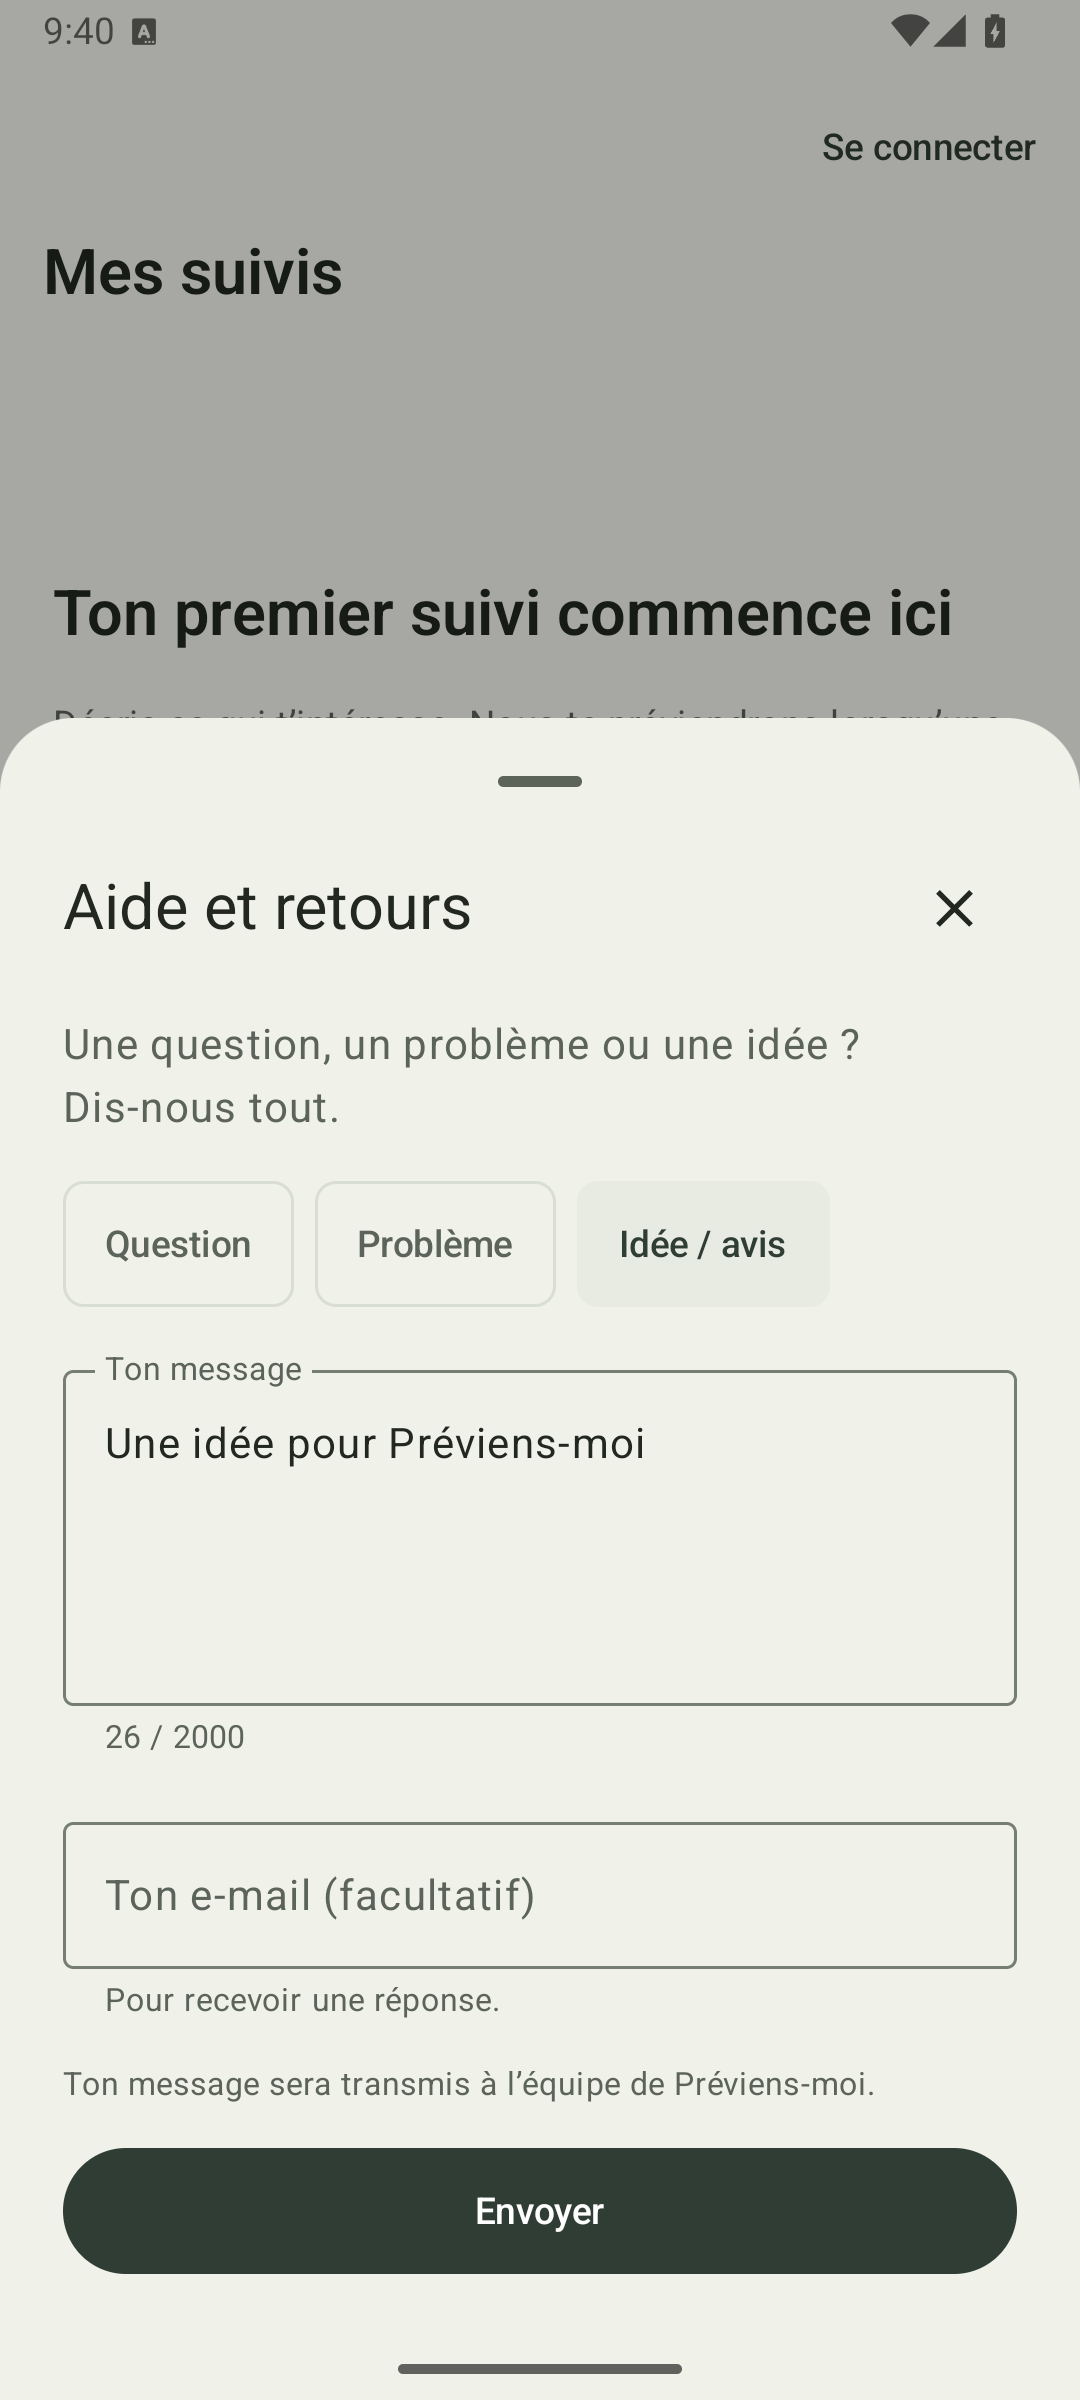 9:40
Se connecter
Mes suivis
Ton premier suivi commence ici
Aide et retours
Une question, un problème ou une idée ?
Dis-nous tout.
Question
Problème
Idée / avis
Ton message
Une idée pour Préviens-moi
26 / 2000
Ton e-mail (facultatif)
Pour recevoir une réponse.
Ton message sera transmis à l’équipe de Préviens-moi.
Envoyer